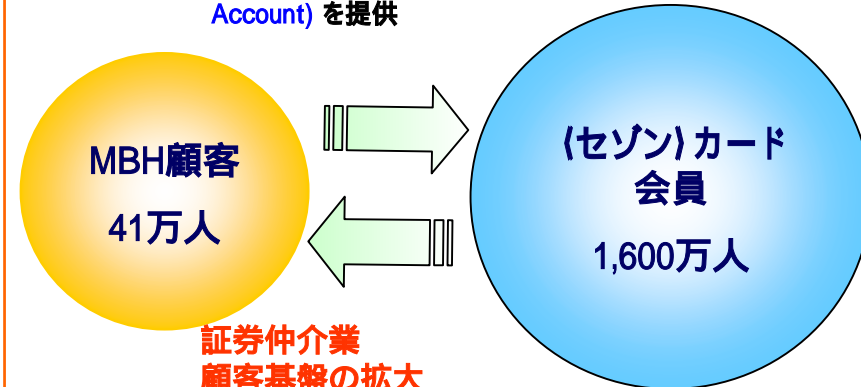 Account) を提供
MBH顧客
41万人
《セゾン》カード
会員
1,600万人
証券仲介業
顧客基盤の拡大